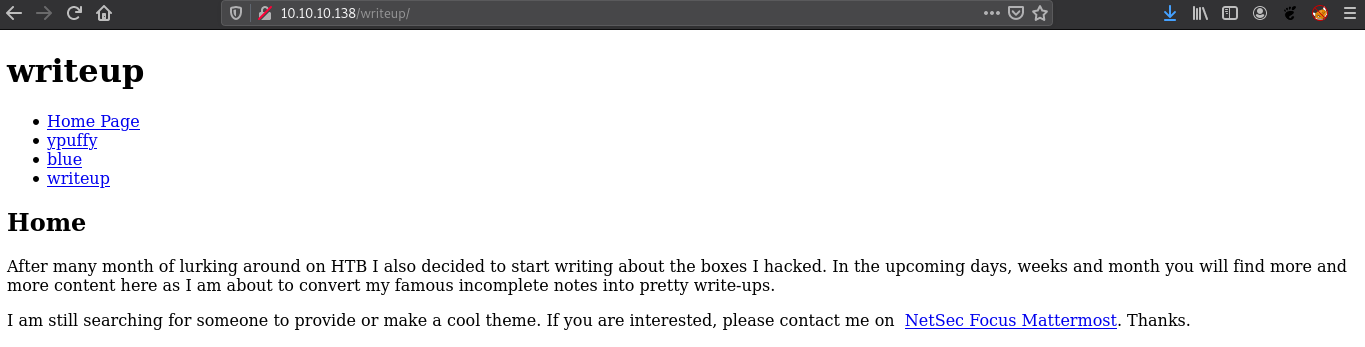 10.10.10.138/writeup/
writeup
Home Page
ypuffy
blue
writeup
Home
After many month of lurking around on HTB I also decided to start writing about the boxes I hacked. In the upcoming days, weeks and month you will find more and
more content here as I am about to convert my famous incomplete notes into pretty write-ups.
I am still searching for someone to provide or make a cool theme. If you are interested, please contact me on NetSec Focus Mattermost. Thanks.